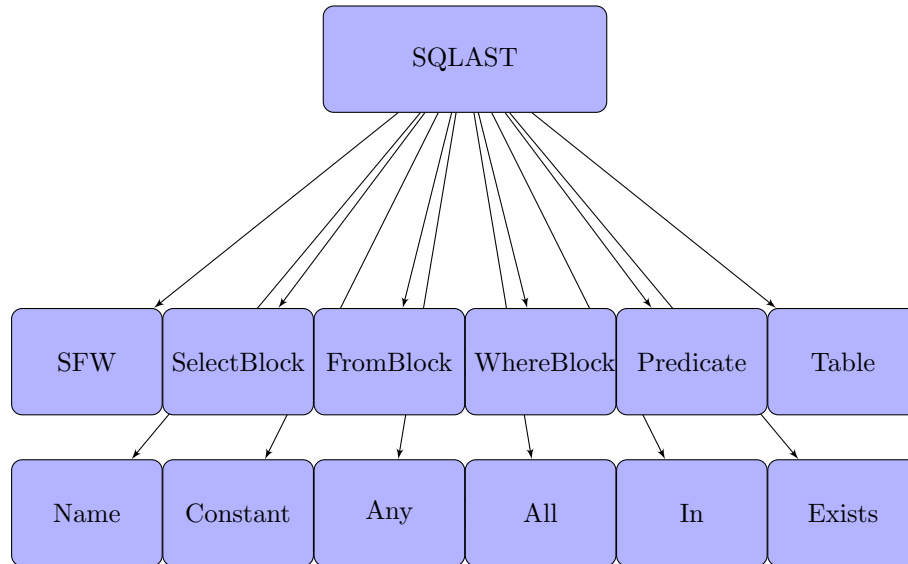 SQLAST
SFW SelectBlock FromBlock WhereBlock Predicate Table
Name Constant Any All In Exists